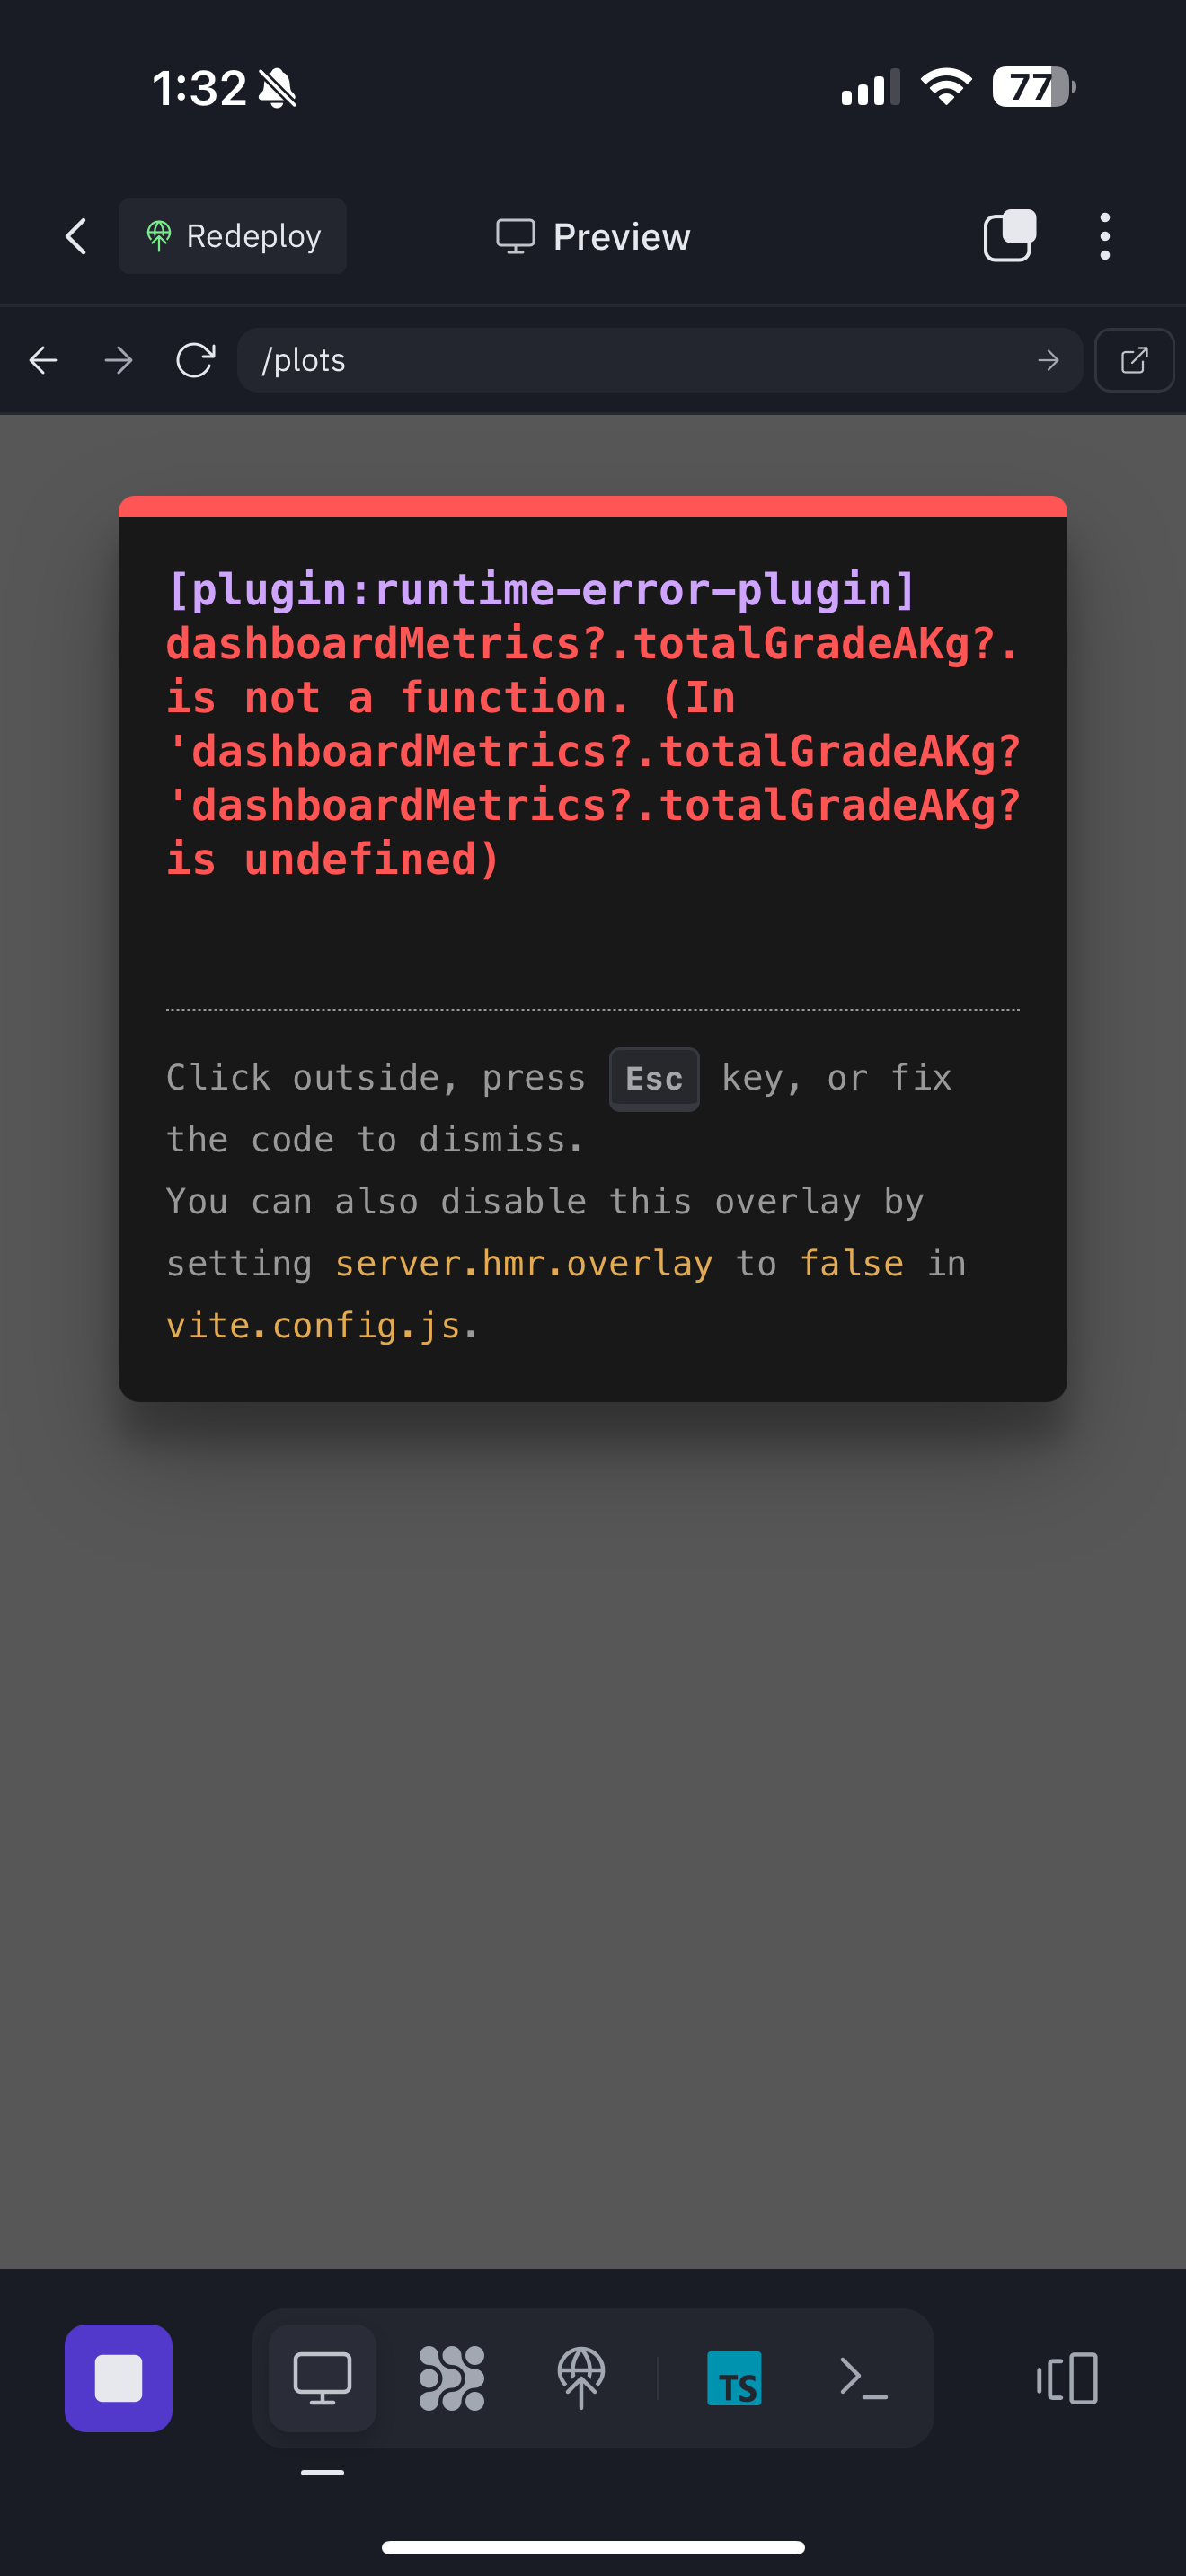 1:32
77
Redeploy
Preview
/plots
[plugin:runtime-error-plugin]
dashboardMetrics?.totalGradeAKg?.
is not a function. (In
'dashboardMetrics?.totalGradeAKg?
'dashboardMetrics?.totalGradeAKg?
is undefined)
Click outside, press Esc key, or fix
the code to dismiss.
You can also disable this overlay by
setting server.hmr.overlay to false in
vite.config.js.
TS